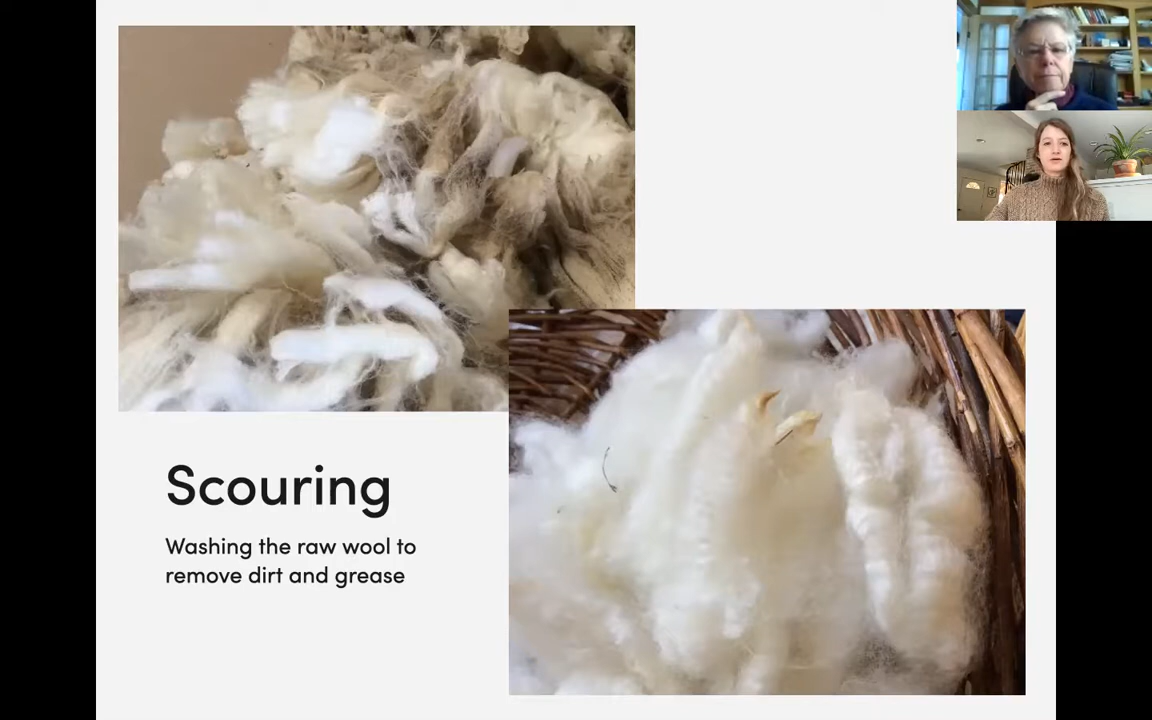 Scouring
Washing the raw wool to
remove dirt and grease